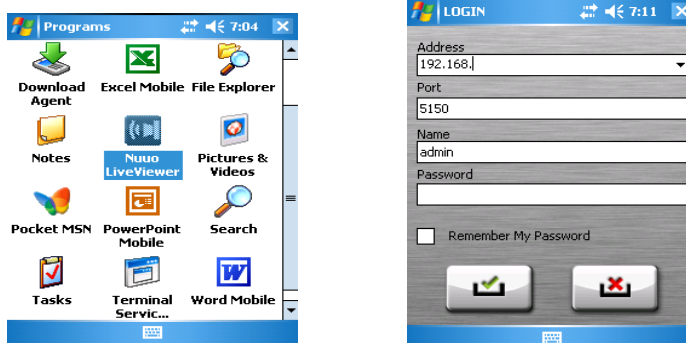 Programs 7:04
Download Agent
Excel Mobile
File Explorer
Notes
Nuuo LiveViewer
Pictures & Videos
Pocket MSN
PowerPoint Mobile
Search
Tasks
Terminal Servic...
Word Mobile
LOGIN 7:11
Address
192.168.
Port
5150
Name
admin
Password
Remember My Password